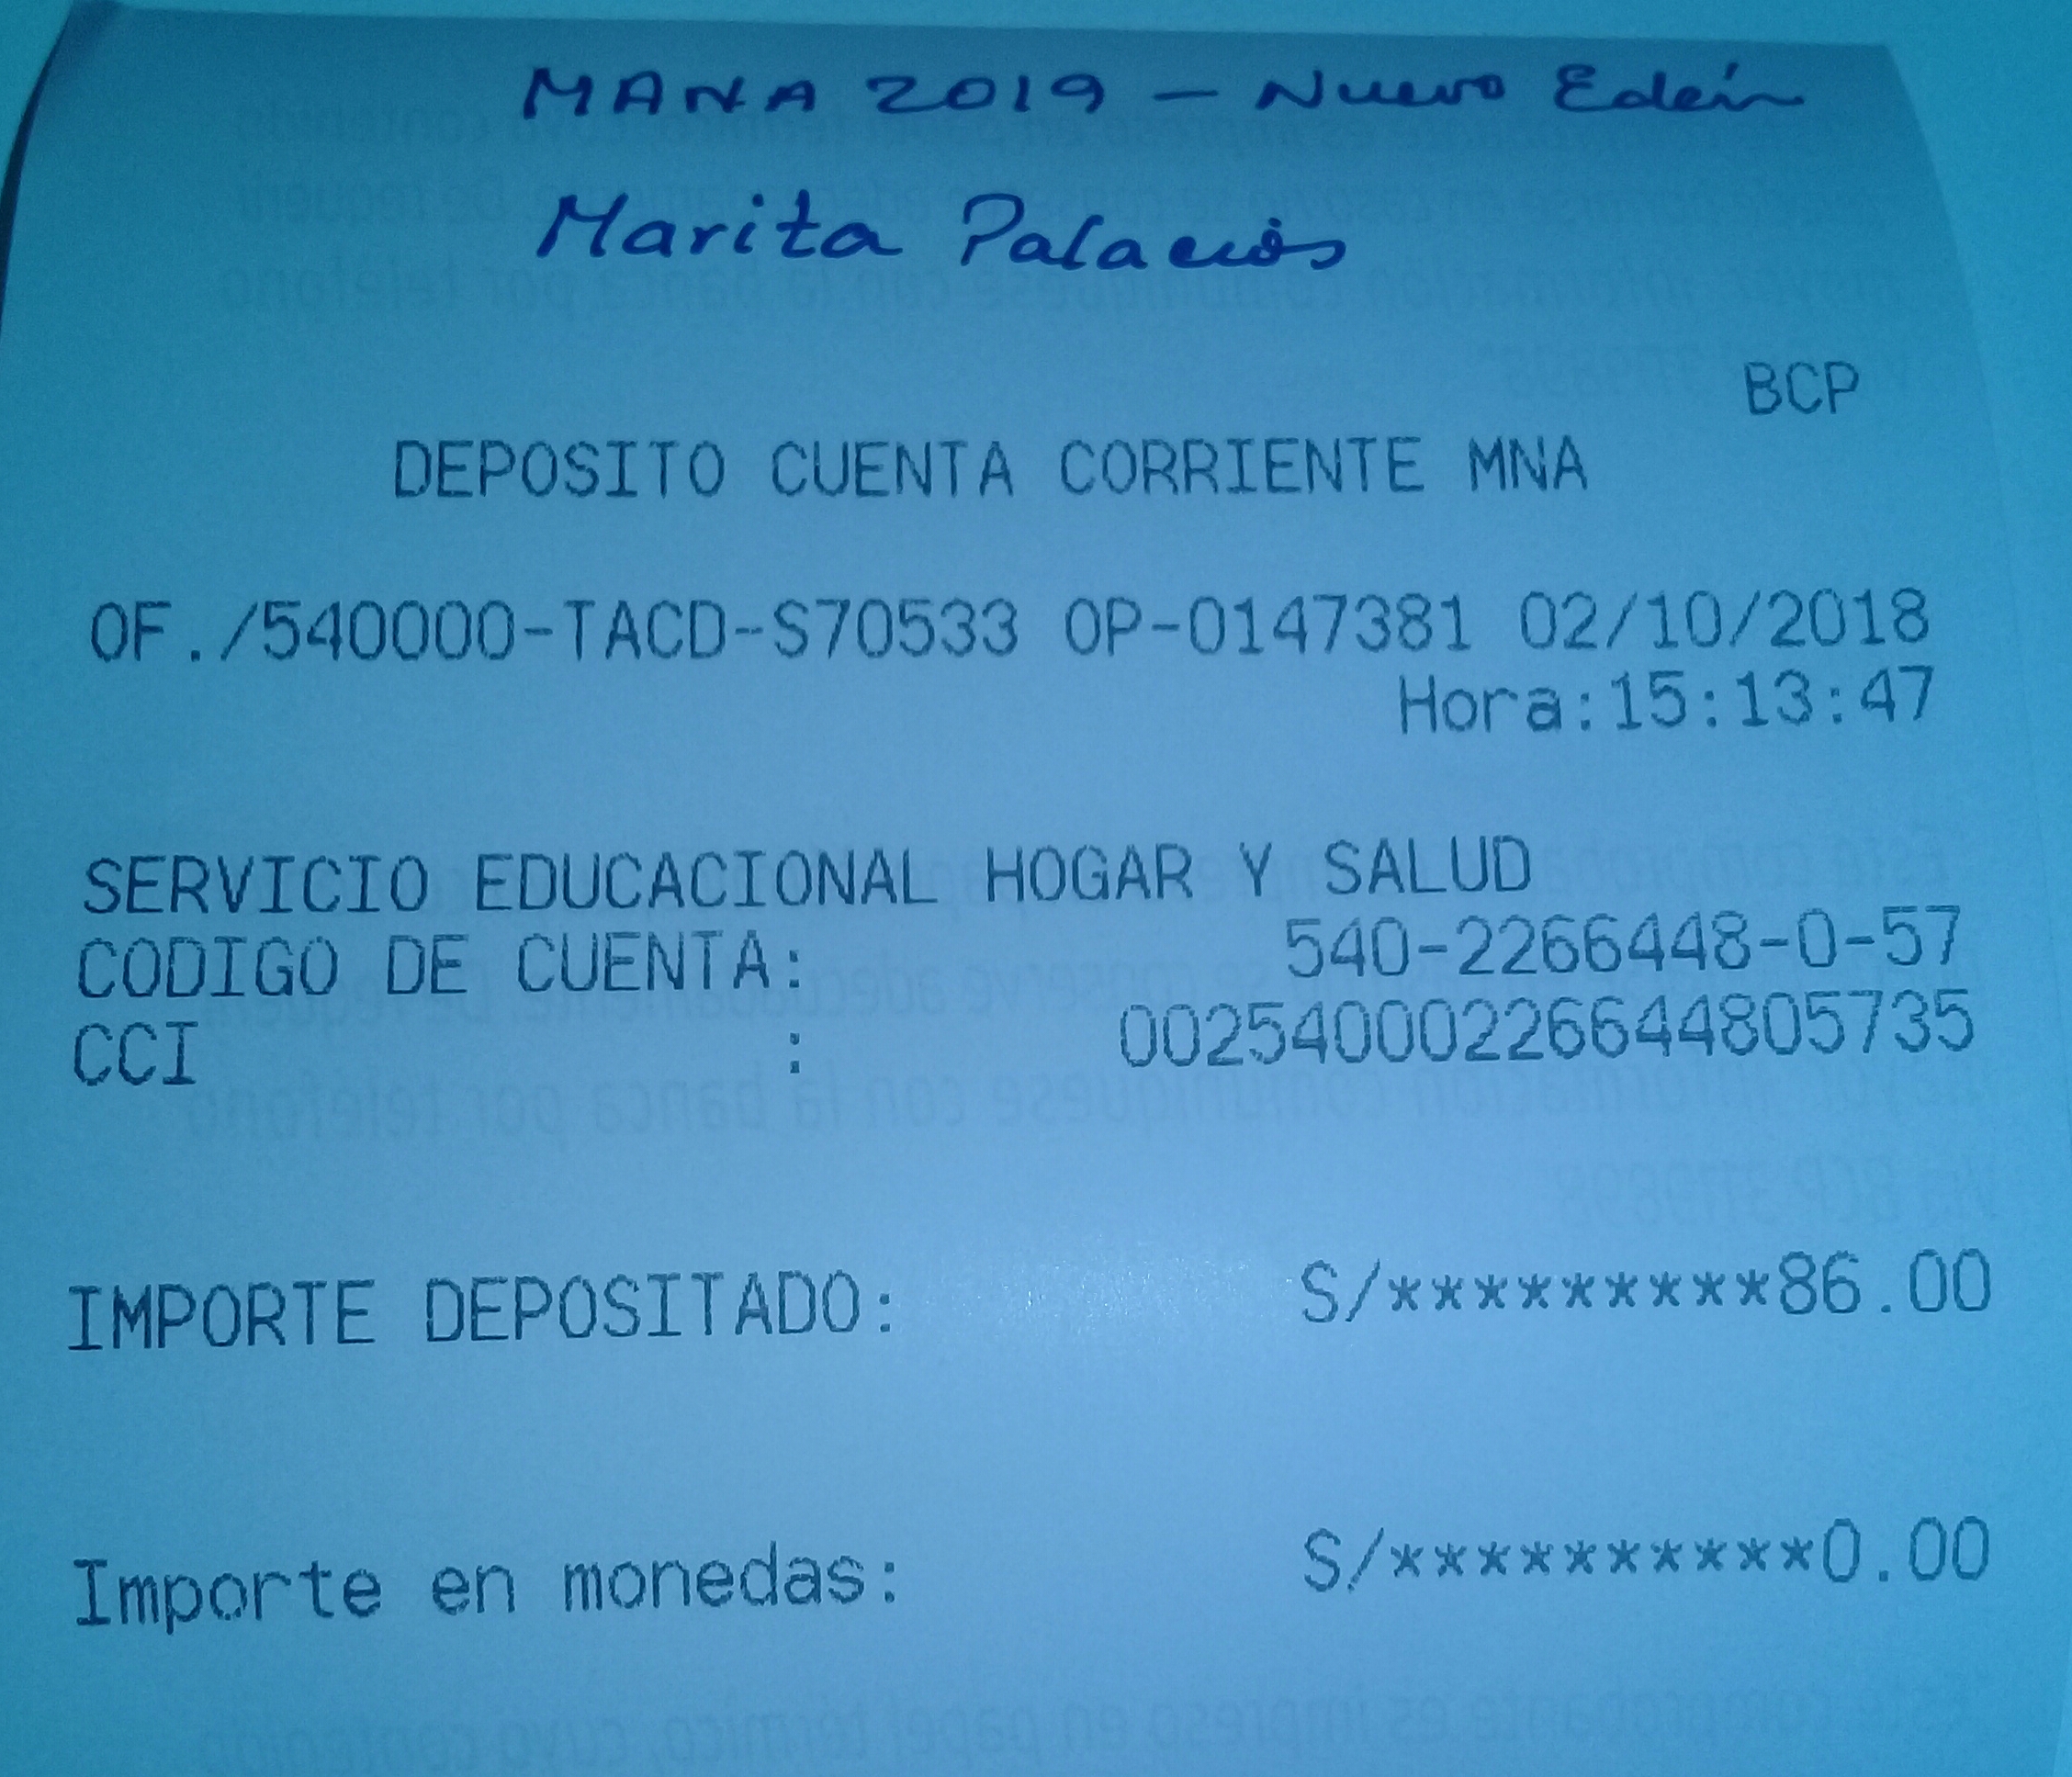 MANA 2019 – Nuevo Edén
Marita Palacios
BCP
DEPOSITO CUENTA CORRIENTE MNA
OF./540000-TACD-S70533 OP-0147381 02/10/2018
Hora:15:13:47
SERVICIO EDUCACIONAL HOGAR Y SALUD
CODIGO DE CUENTA: 540-2266448-0-57
CCI : 00254000226644805735
IMPORTE DEPOSITADO: S/*********86.00
Importe en monedas: S/**********0.00